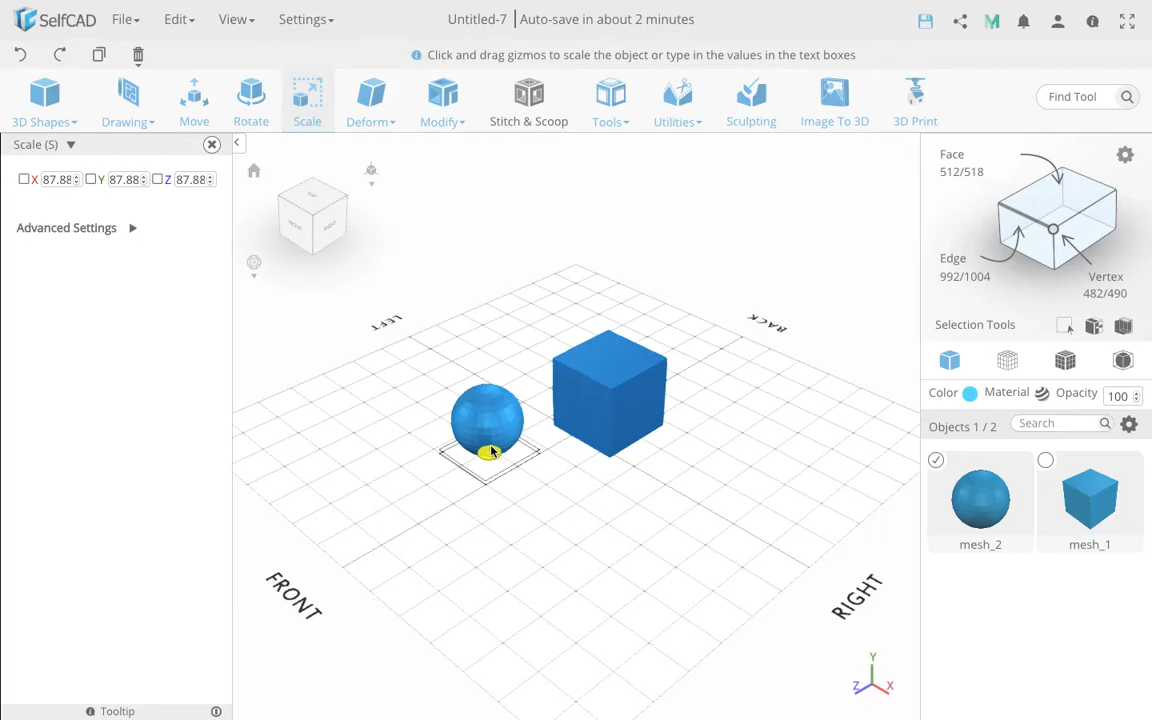 SelfCAD File Edit View Settings Untitled-7 | Auto-save in about 2 minutes
Click and drag gizmos to scale the object or type in the values in the text boxes
3D Shapes Drawing Move Rotate Scale Deform Modify Stitch & Scoop Tools Utilities Sculpting Image To 3D 3D Print Find Tool
Scale (S)
X 87.88 Y 87.88 Z 87.88
Advanced Settings
LEFT
BACK
FRONT
RIGHT
Y
Z
X
Face
512/518
Edge
992/1004
Vertex
482/490
Selection Tools
Color Material Opacity 100
Objects 1 / 2 Search
mesh_2 mesh_1
Tooltip